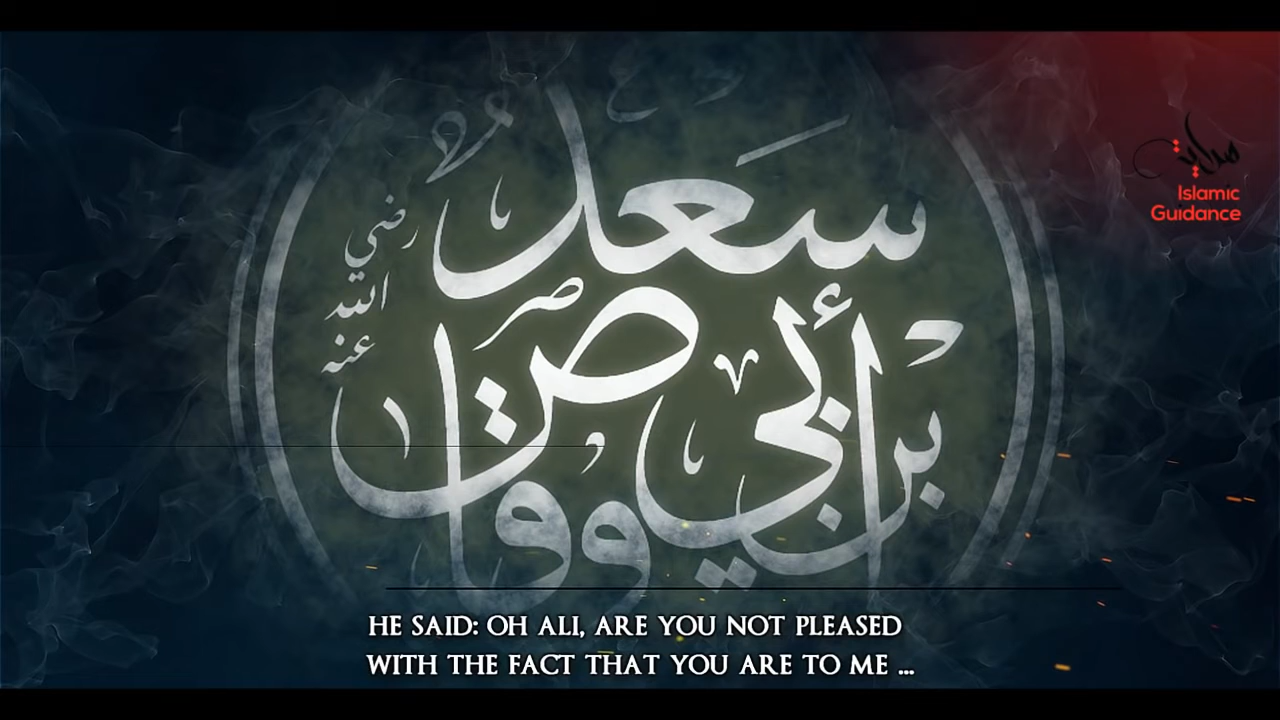 سَعَدُ
بن أبي وقاص
رضي
الله
عنه
هداية
Islamic
Guidance
HE SAID: OH ALI, ARE YOU NOT PLEASED
WITH THE FACT THAT YOU ARE TO ME ...